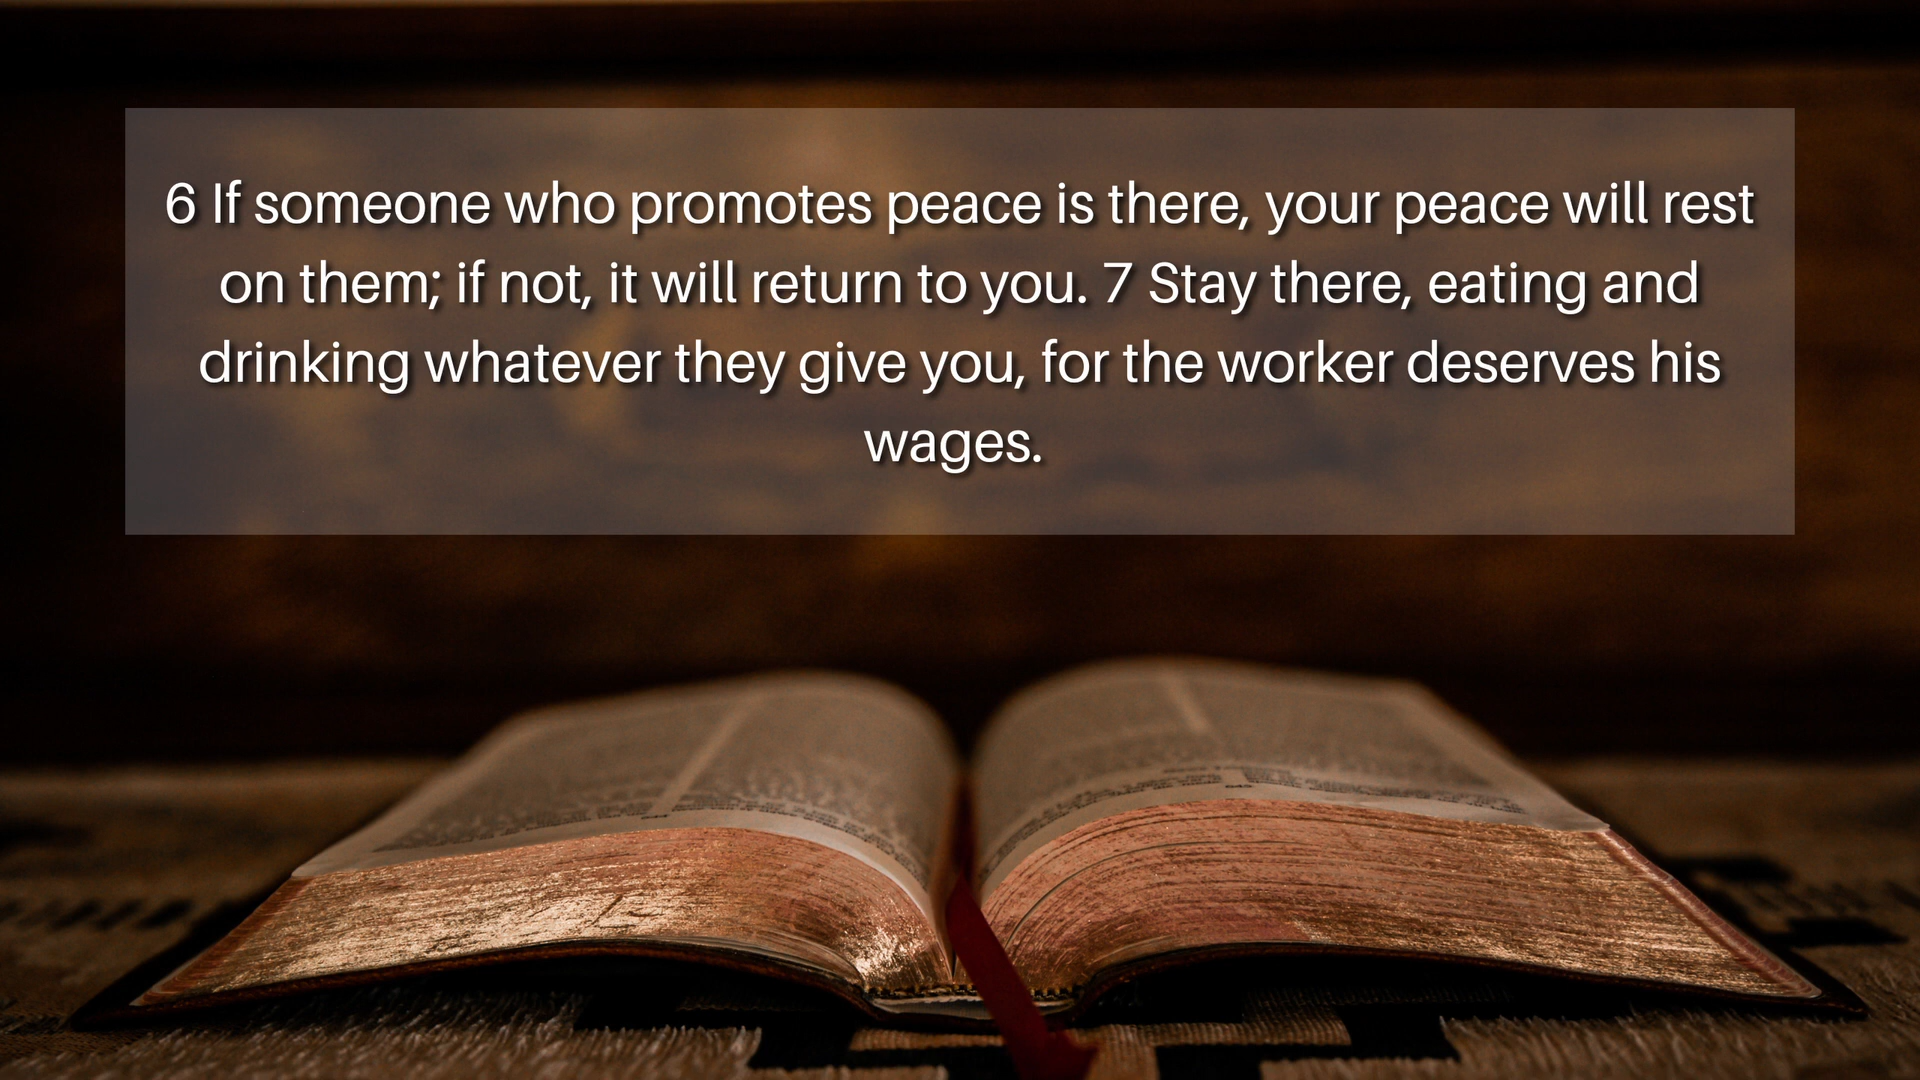 6 If someone who promotes peace is there, your peace will rest
on them; if not, it will return to you. 7 Stay there, eating and
drinking whatever they give you, for the worker deserves his
wages.